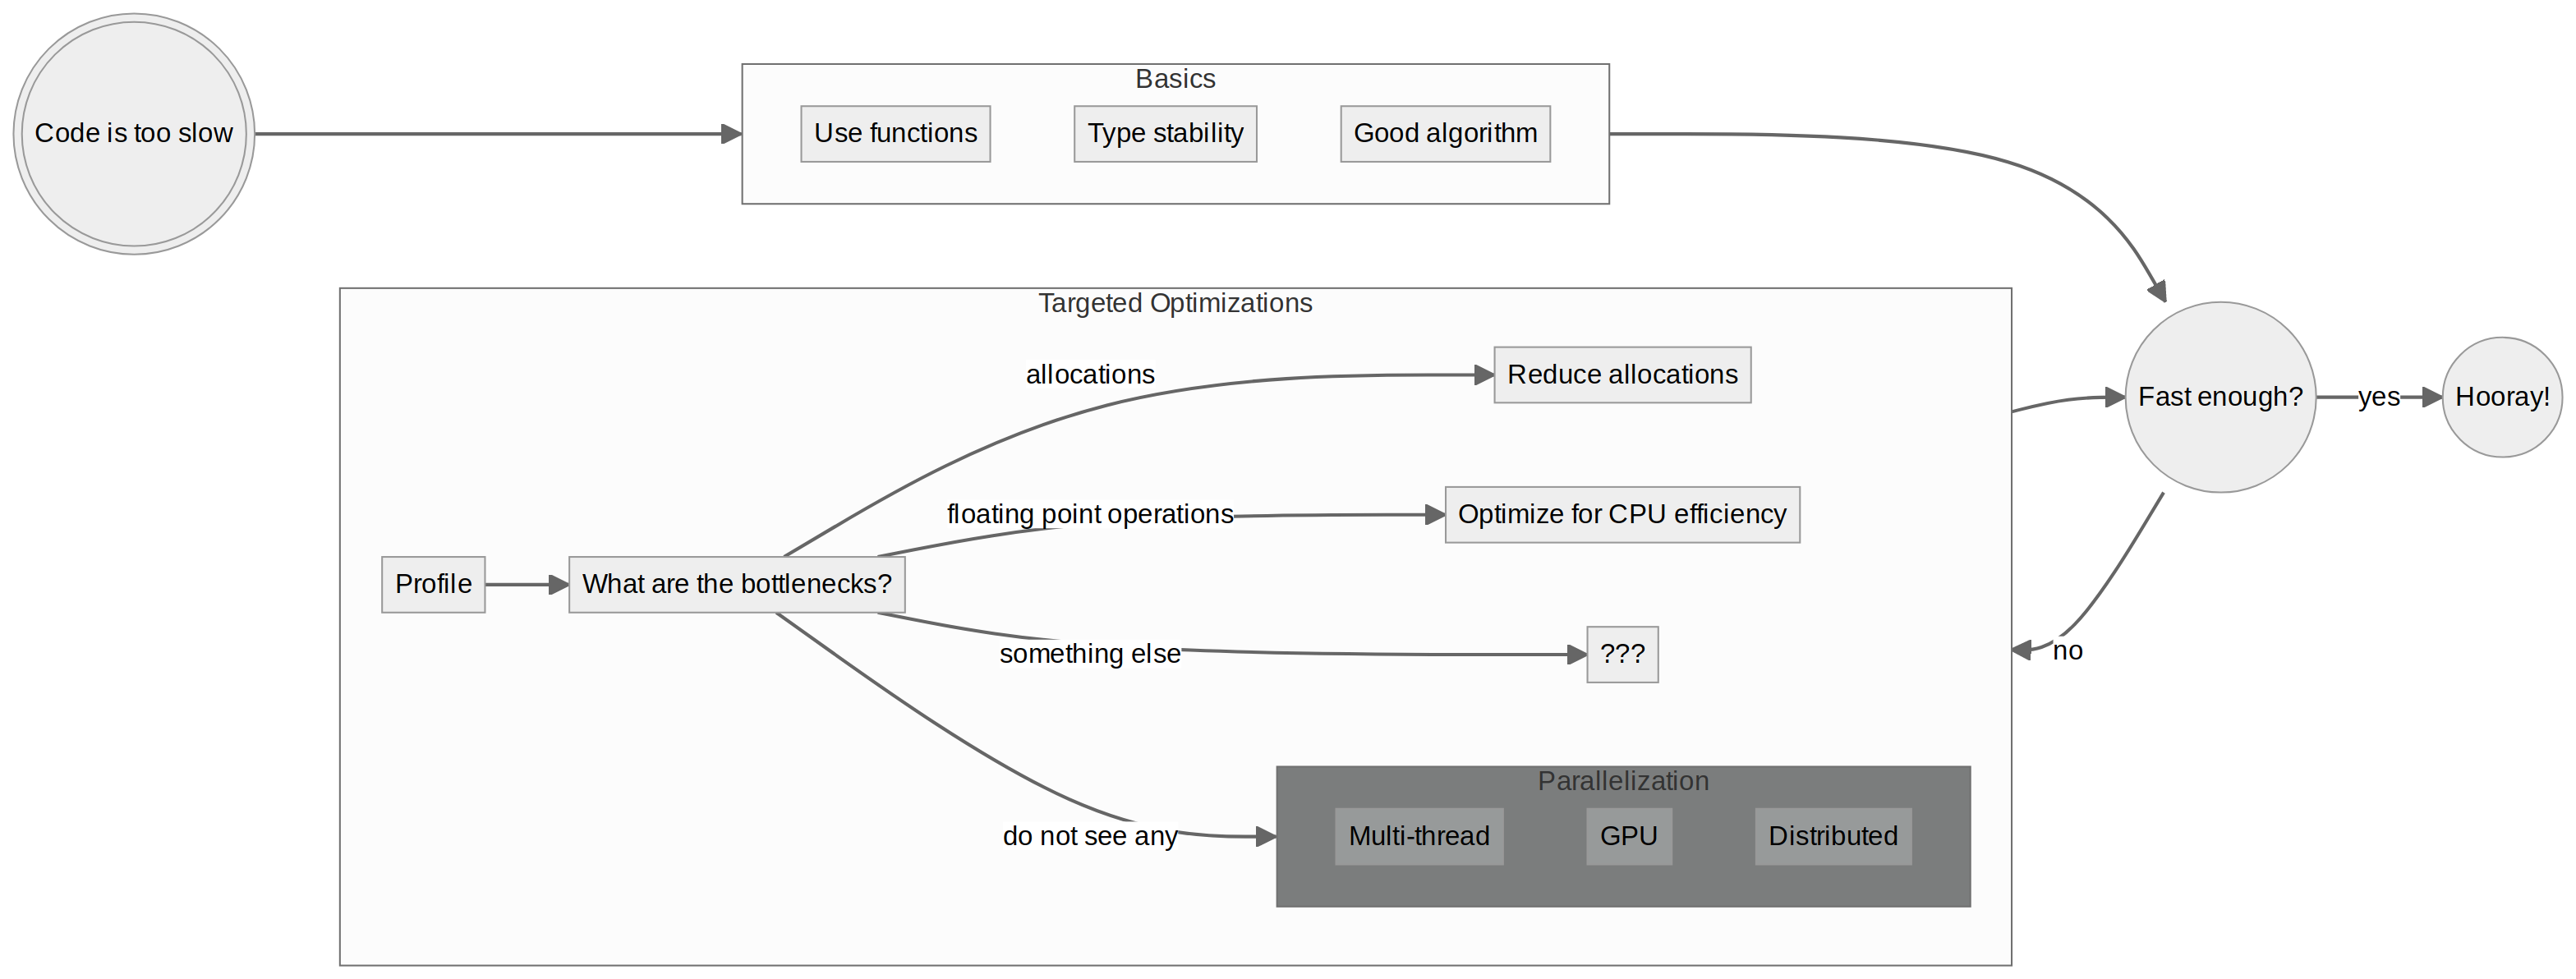 Code is too slow
Basics
Use functions
Type stability
Good algorithm
Targeted Optimizations
Profile
What are the bottlenecks?
allocations
Reduce allocations
floating point operations
Optimize for CPU efficiency
something else
???
do not see any
Parallelization
Multi-thread
GPU
Distributed
Fast enough?
yes
Hooray!
no